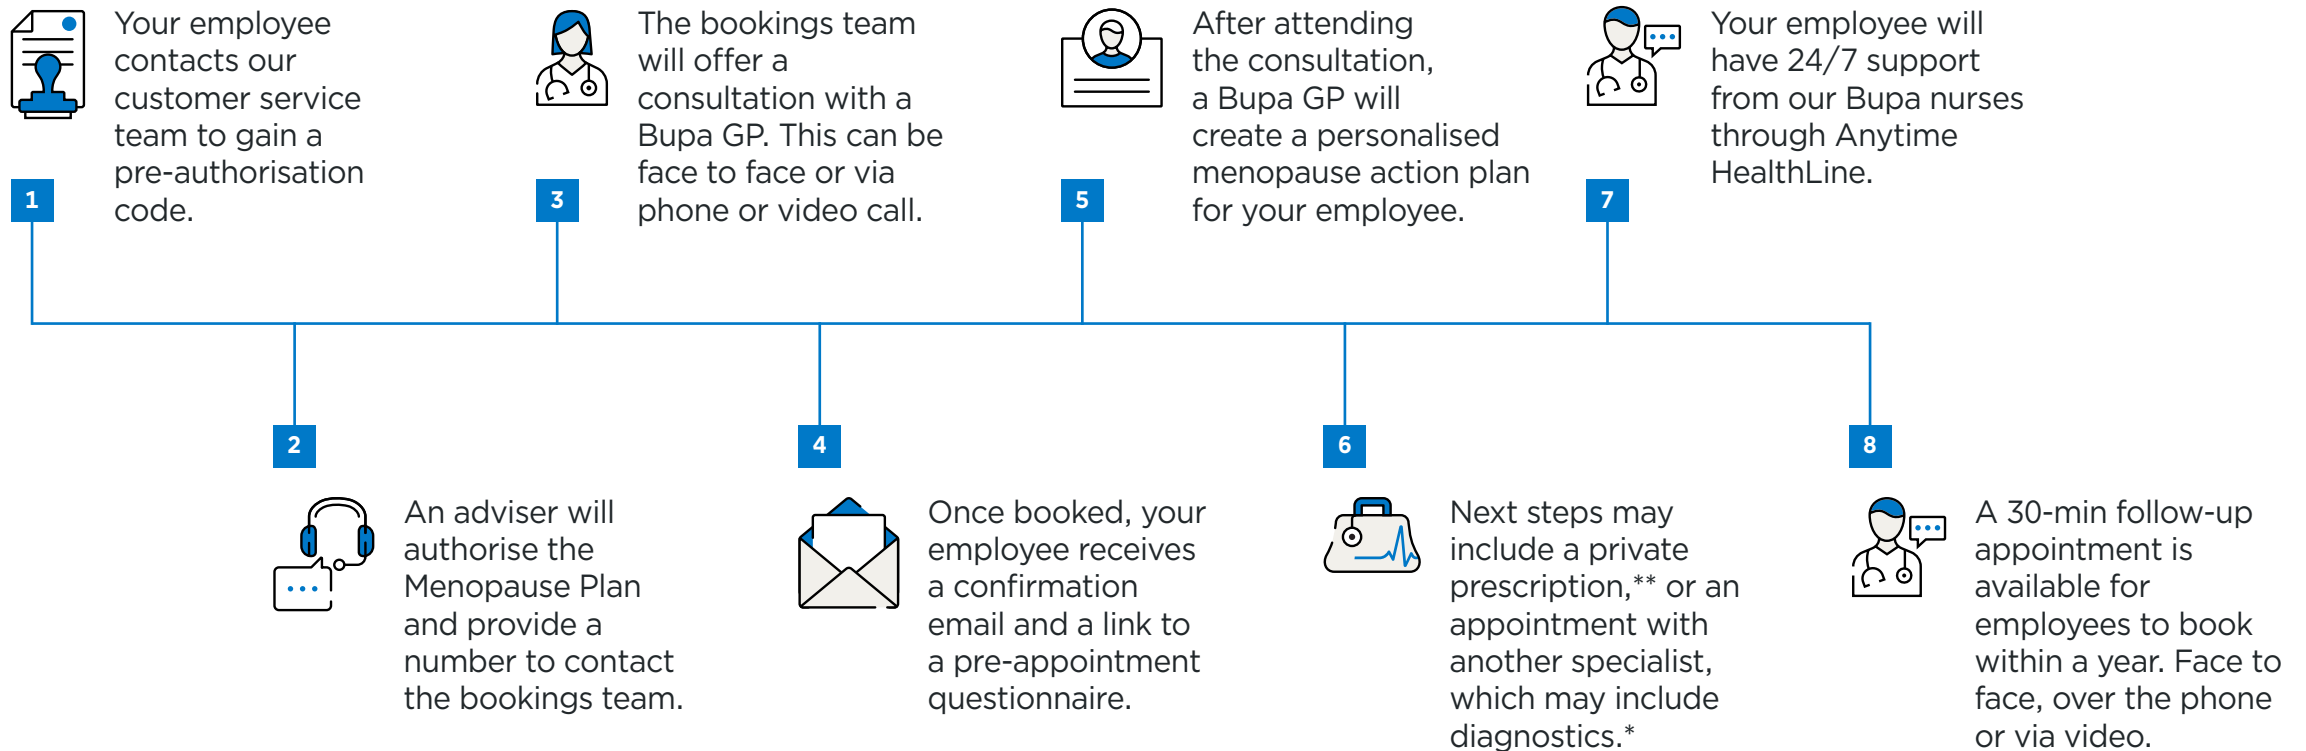 1
Your employee
contacts our
customer service
team to gain a
pre-authorisation
code.
2
An adviser will
authorise the
Menopause Plan
and provide a
number to contact
the bookings team.
3
The bookings team
will offer a
consultation with a
Bupa GP. This can be
face to face or via
phone or video call.
4
Once booked, your
employee receives
a confirmation
email and a link to
a pre-appointment
questionnaire.
5
After attending
the consultation,
a Bupa GP will
create a personalised
menopause action plan
for your employee.
6
Next steps may
include a private
prescription,** or an
appointment with
another specialist,
which may include
diagnostics.*
7
Your employee will
have 24/7 support
from our Bupa nurses
through Anytime
HealthLine.
8
A 30-min follow-up
appointment is
available for
employees to book
within a year. Face to
face, over the phone
or via video.